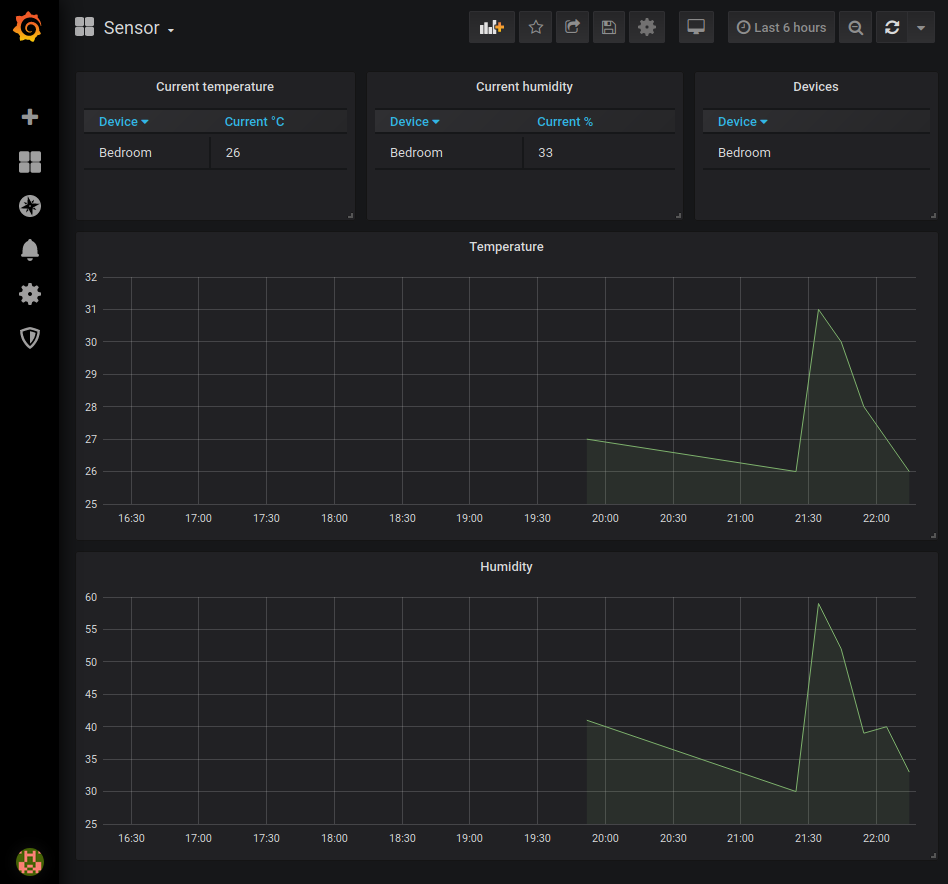 Sensor
Last 6 hours
Current temperature
Device Current °C
Bedroom 26
Current humidity
Device Current %
Bedroom 33
Devices
Device
Bedroom
Temperature
32
31
30
29
28
27
26
25
16:30 17:00 17:30 18:00 18:30 19:00 19:30 20:00 20:30 21:00 21:30 22:00
Humidity
60
55
50
45
40
35
30
25
16:30 17:00 17:30 18:00 18:30 19:00 19:30 20:00 20:30 21:00 21:30 22:00